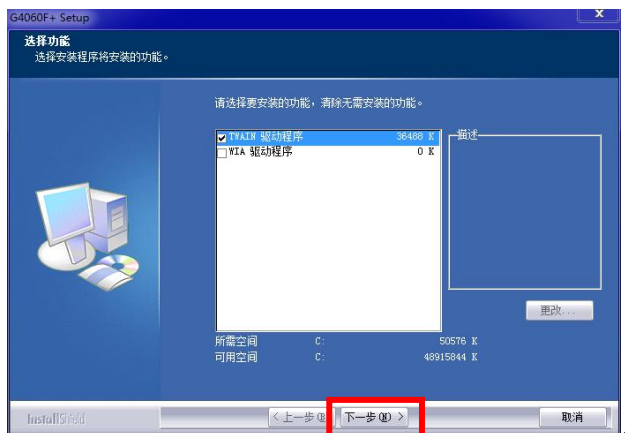 G4060F+ Setup
选择功能
选择安装程序将安装的功能。
请选择要安装的功能，清除无需安装的功能。
TWAIN 驱动程序 36488 K
WIA 驱动程序 0 K
描述
更改...
所需空间 C: 50576 K
可用空间 C: 48915844 K
InstallShield
<上一步(B) 下一步(N) > 取消